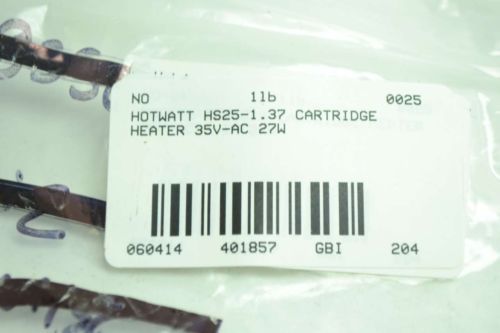 NO 1lb 0025
HOTWATT HS25-1.37 CARTRIDGE
HEATER 35V-AC 27W
060414 401857 GBI 204